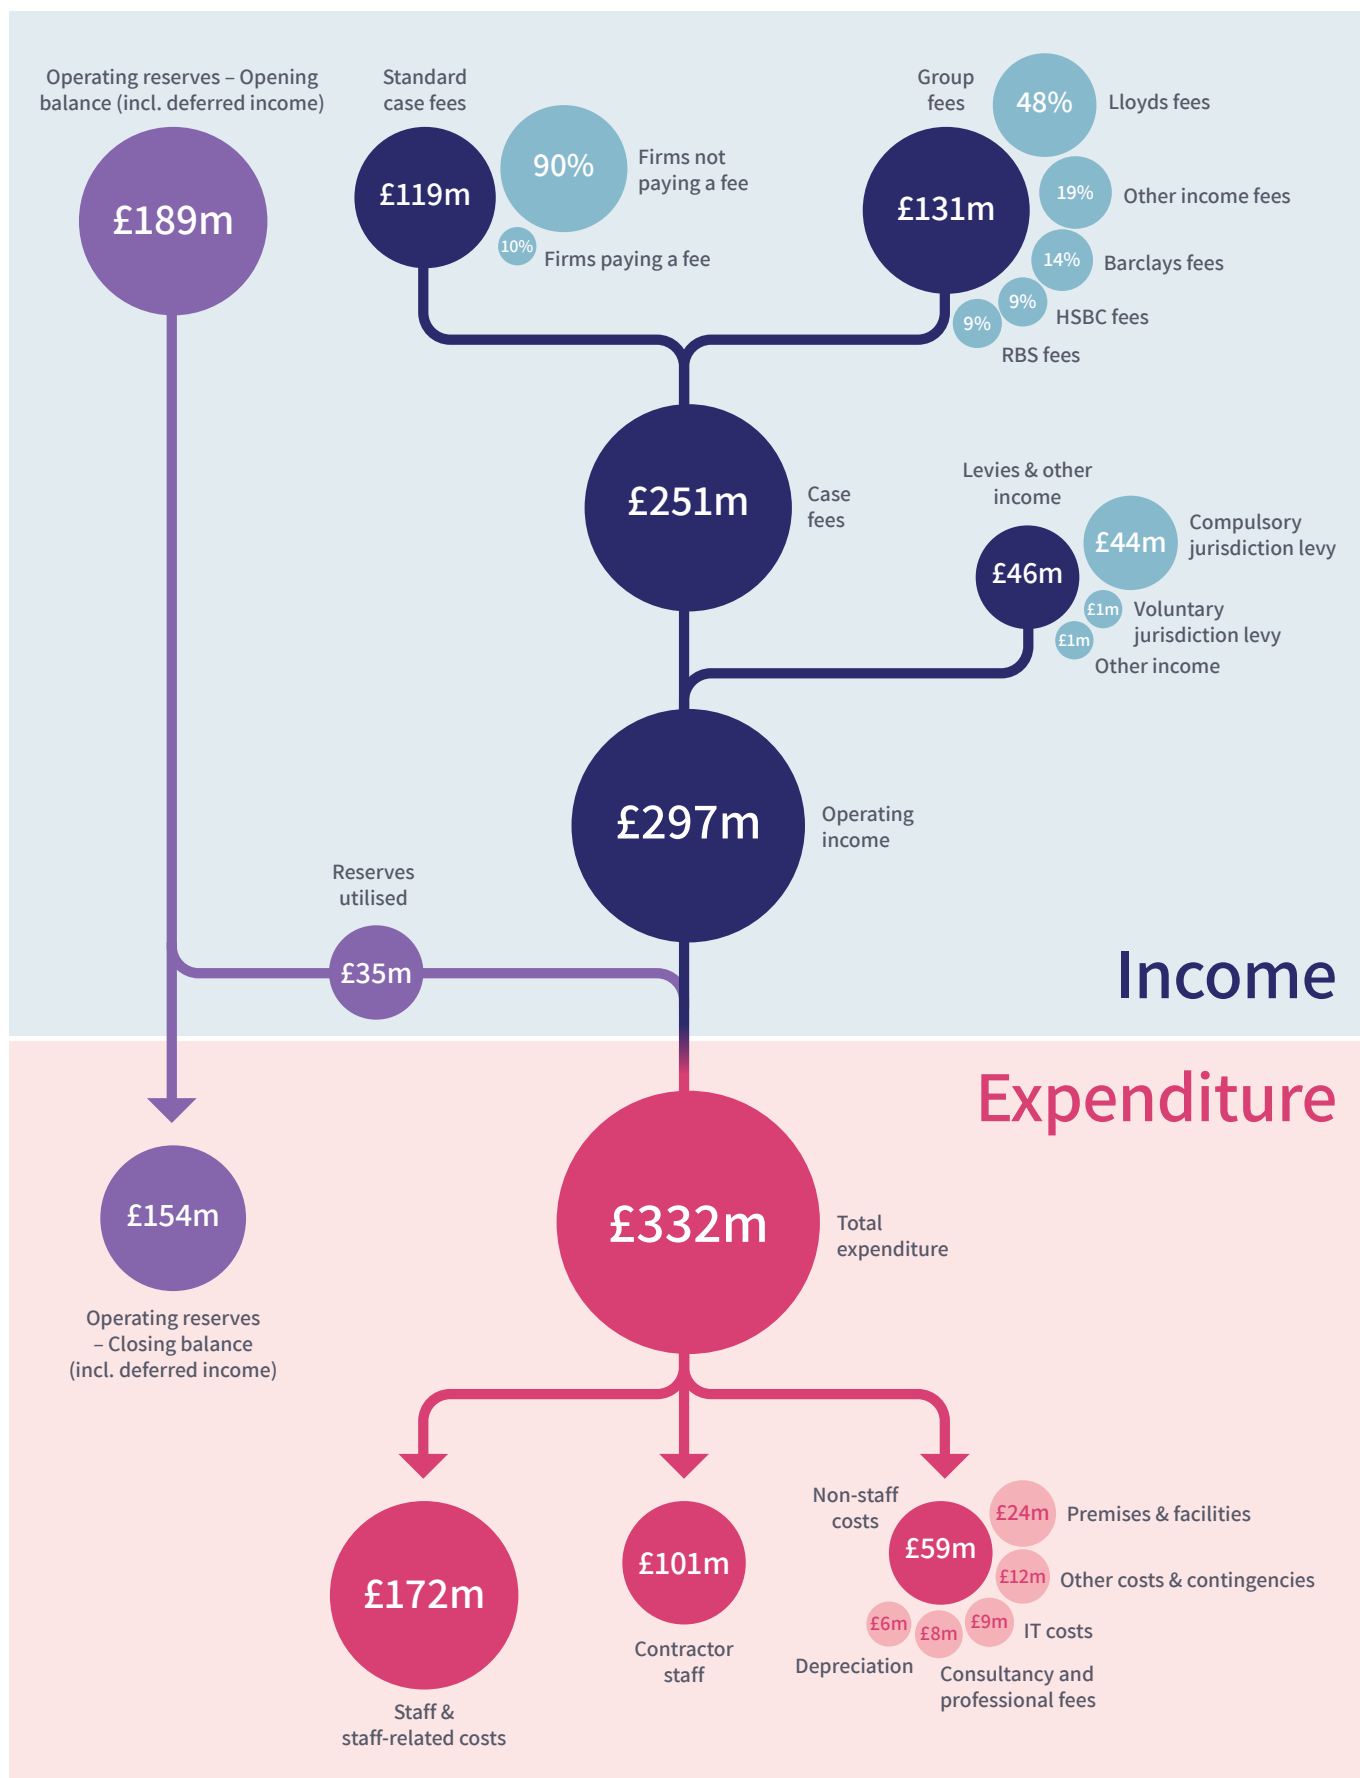 Operating reserves – Opening
balance (incl. deferred income)
£189m
Standard
case fees
£119m
90%
Firms not
paying a fee
10%
Firms paying a fee
Group
fees
£131m
48%
Lloyds fees
19%
Other income fees
14%
Barclays fees
9%
HSBC fees
9%
RBS fees
£251m
Case
fees
Levies & other
income
£46m
£44m
Compulsory
jurisdiction levy
£1m
Voluntary
jurisdiction levy
£1m
Other income
£297m
Operating
income
Reserves
utilised
£35m
Income
Expenditure
£154m
Operating reserves
– Closing balance
(incl. deferred income)
£332m
Total
expenditure
£172m
Staff &
staff-related costs
£101m
Contractor
staff
Non-staff
costs
£59m
£24m
Premises & facilities
£12m
Other costs & contingencies
£9m
IT costs
£8m
Consultancy and
professional fees
£6m
Depreciation